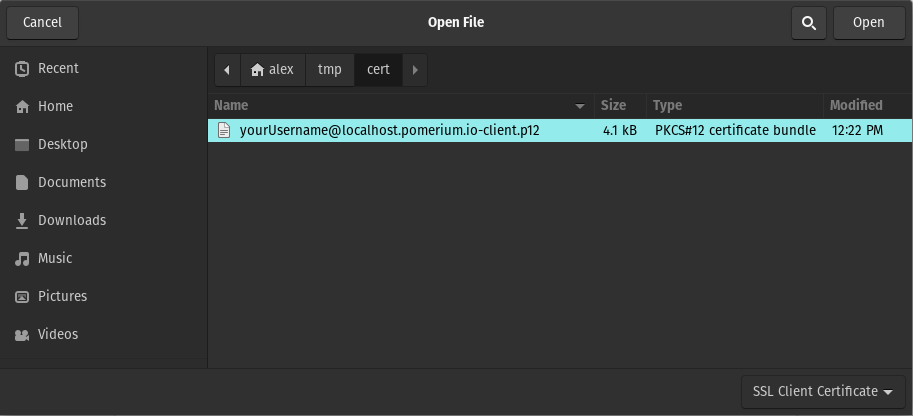 Cancel
Open File
Open
Recent
Home
Desktop
Documents
Downloads
Music
Pictures
Videos
alex
tmp
cert
Name Size Type Modified
yourUsername@localhost.pomerium.io-client.p12 4.1 kB PKCS#12 certificate bundle 12:22 PM
SSL Client Certificate